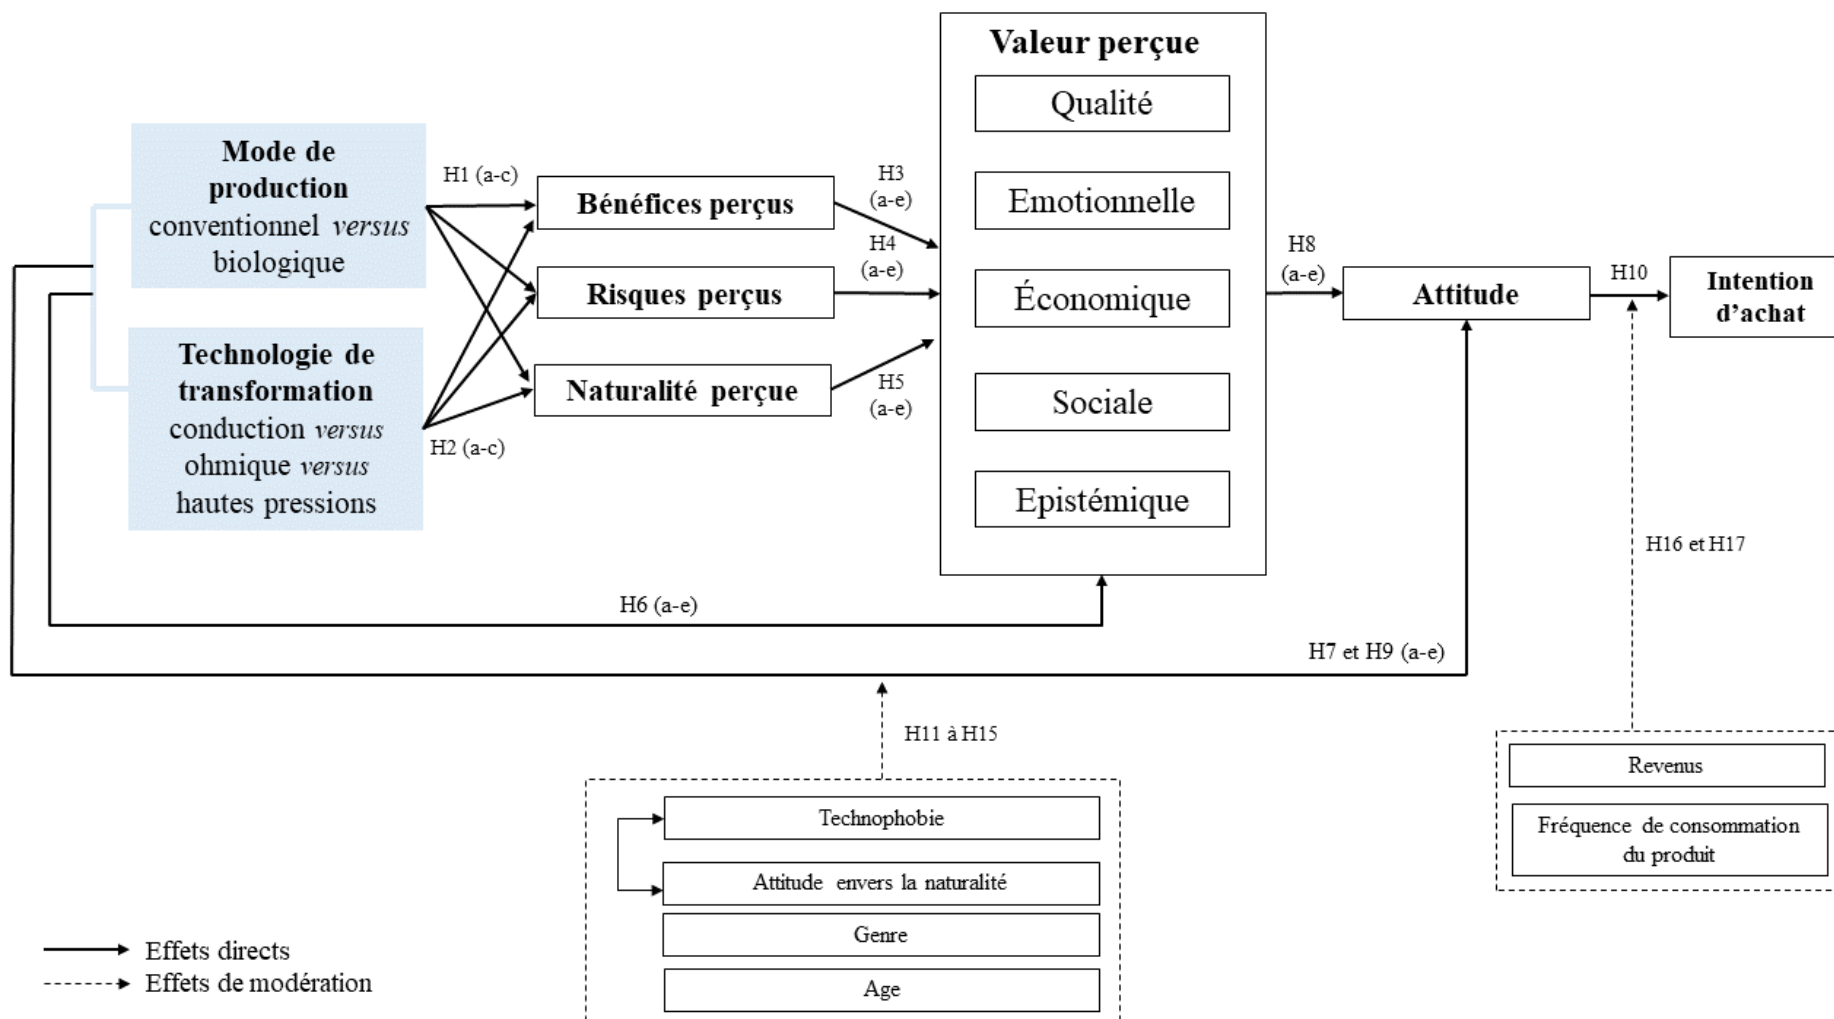 Valeur perçue
Qualité
Emotionnelle
Économique
Sociale
Epistémique
Mode de
production
conventionnel versus
biologique
Technologie de
transformation
conduction versus
ohmique versus
hautes pressions
H1 (a-c)
H2 (a-c)
Bénéfices perçus
Risques perçus
Naturalité perçue
H3
(a-e)
H4
(a-e)
H5
(a-e)
H8
(a-e)
Attitude
H10
Intention
d’achat
H6 (a-e)
H7 et H9 (a-e)
H16 et H17
H11 à H15
Revenus
Fréquence de consommation
du produit
Technophobie
Attitude envers la naturalité
Genre
Age
Effets directs
Effets de modération